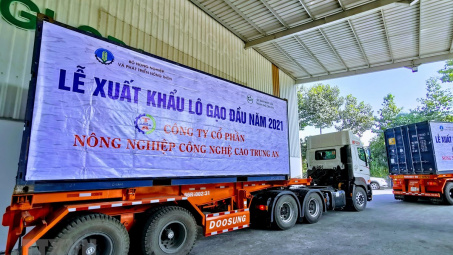 GLO
BỘ NÔNG NGHIỆP
VÀ PHÁT TRIỂN NÔNG THÔN
LỄ XUẤT KHẨU LÔ GẠO ĐẦU NĂM 2021
CÔNG TY CỔ PHẦN
NÔNG NGHIỆP CÔNG NGHỆ CAO TRUNG AN
DOOSUNG